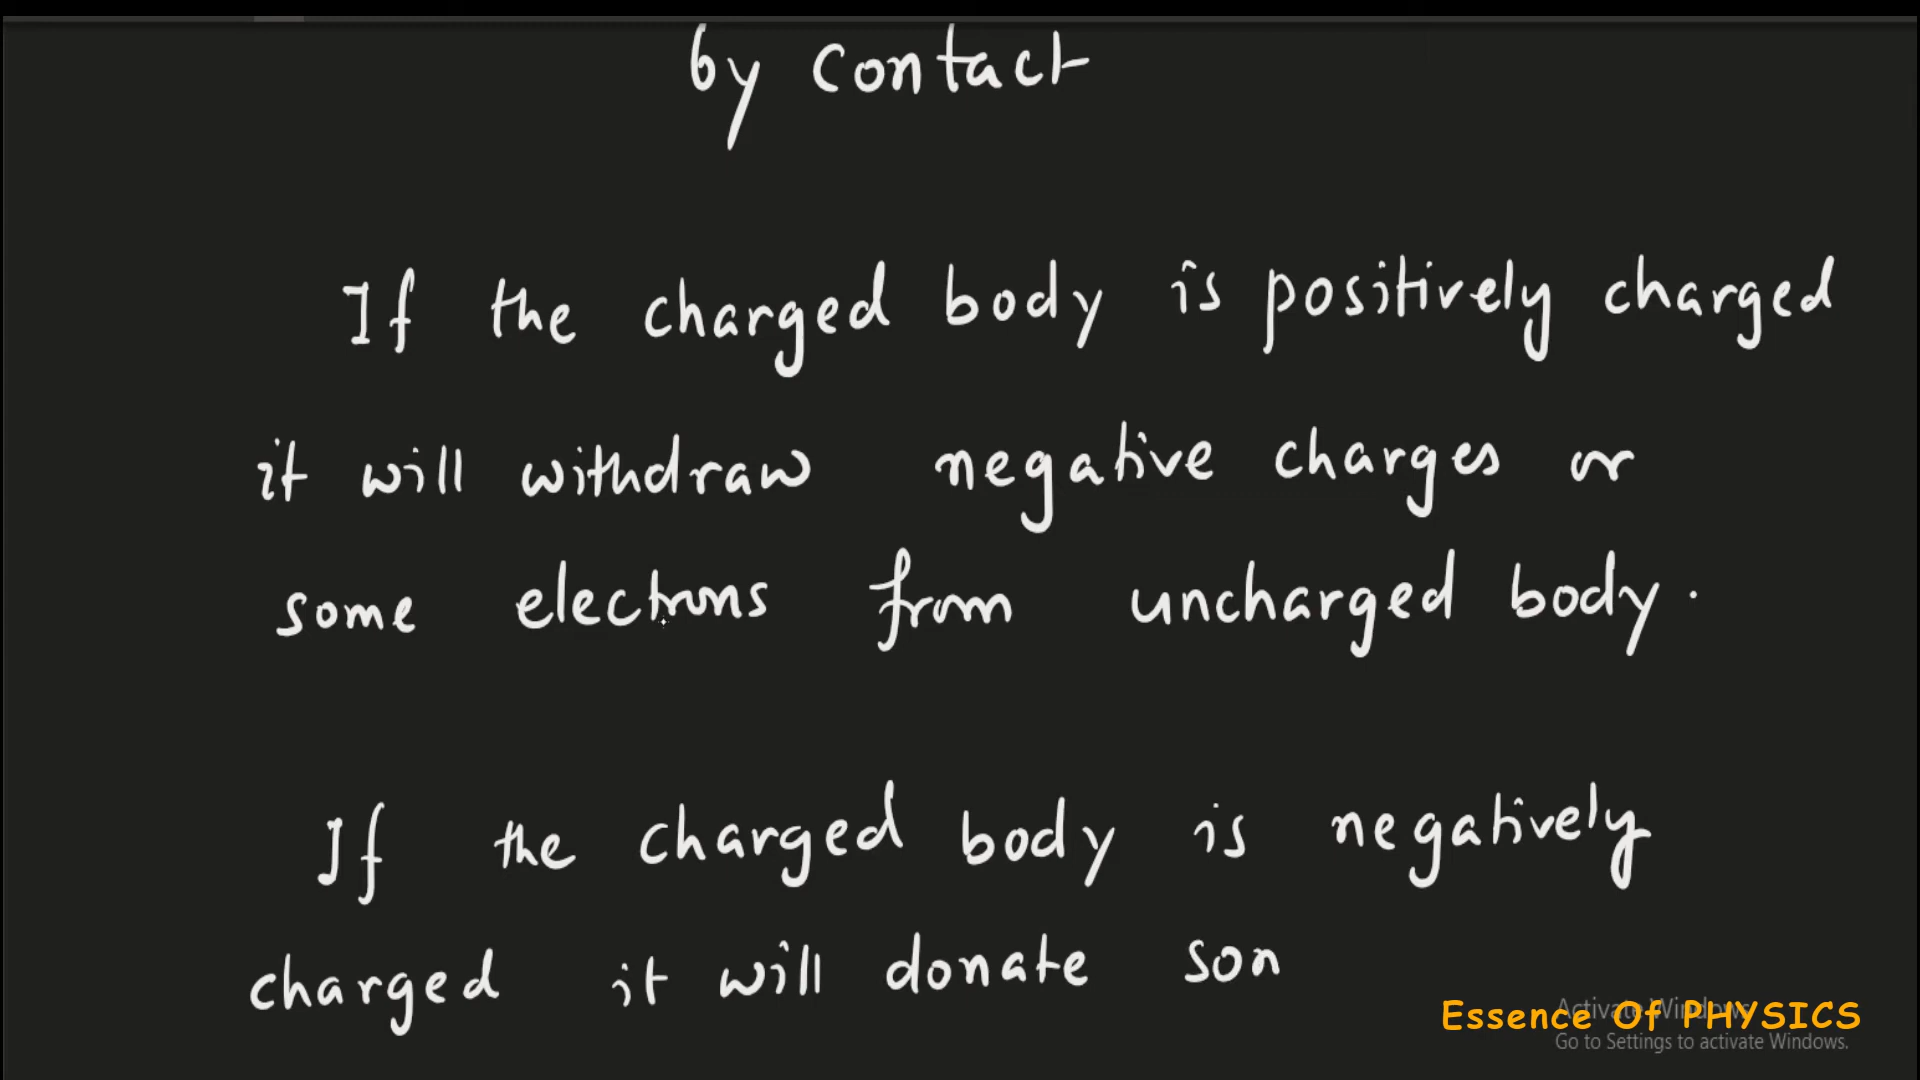 by contact
If the charged body is positively charged
it will withdraw negative charges or
some electrons from uncharged body.
If the charged body is negatively
charged it will donate son
Essence Of PHYSICS
Activate Windows
Go to Settings to activate Windows.